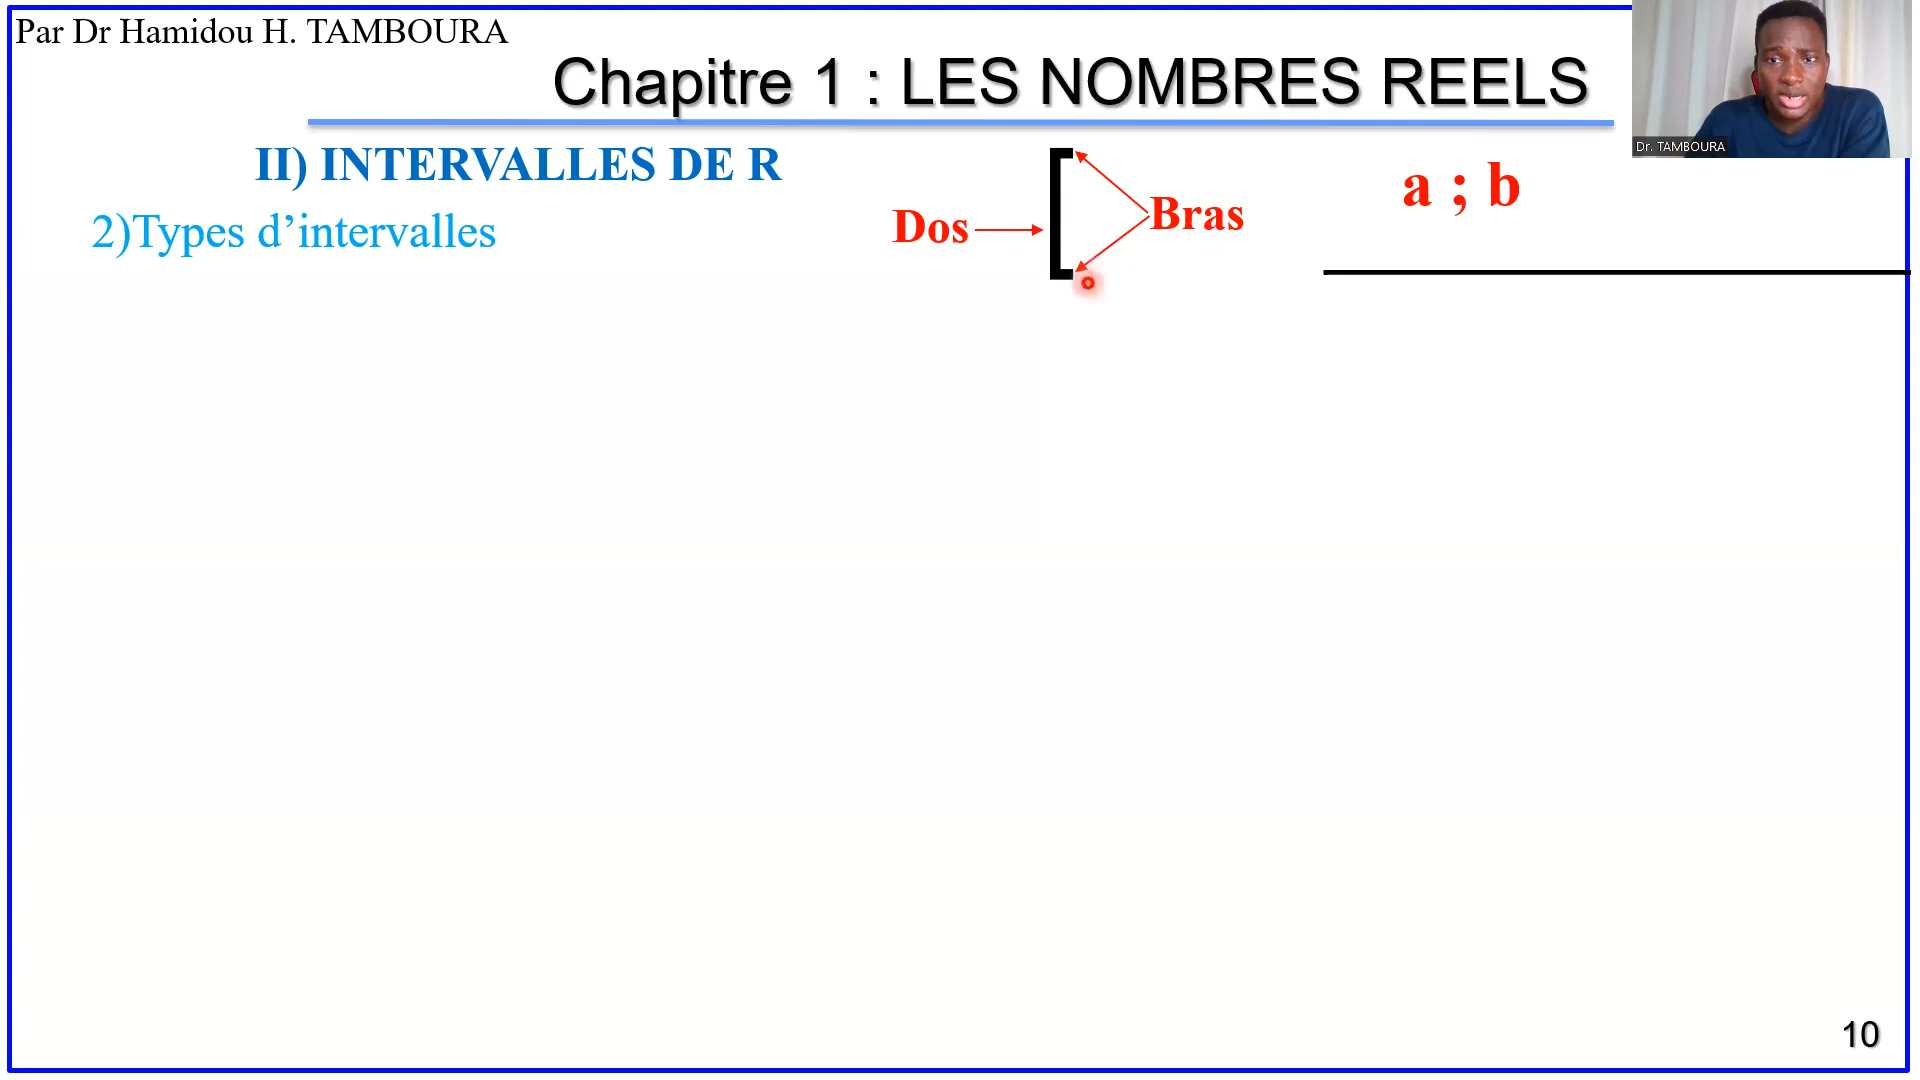 Par Dr Hamidou H. TAMBOURA
Chapitre 1 : LES NOMBRES REELS
Dr. TAMBOURA
II) INTERVALLES DE R
2)Types d’intervalles
Dos
Bras
a ; b
10